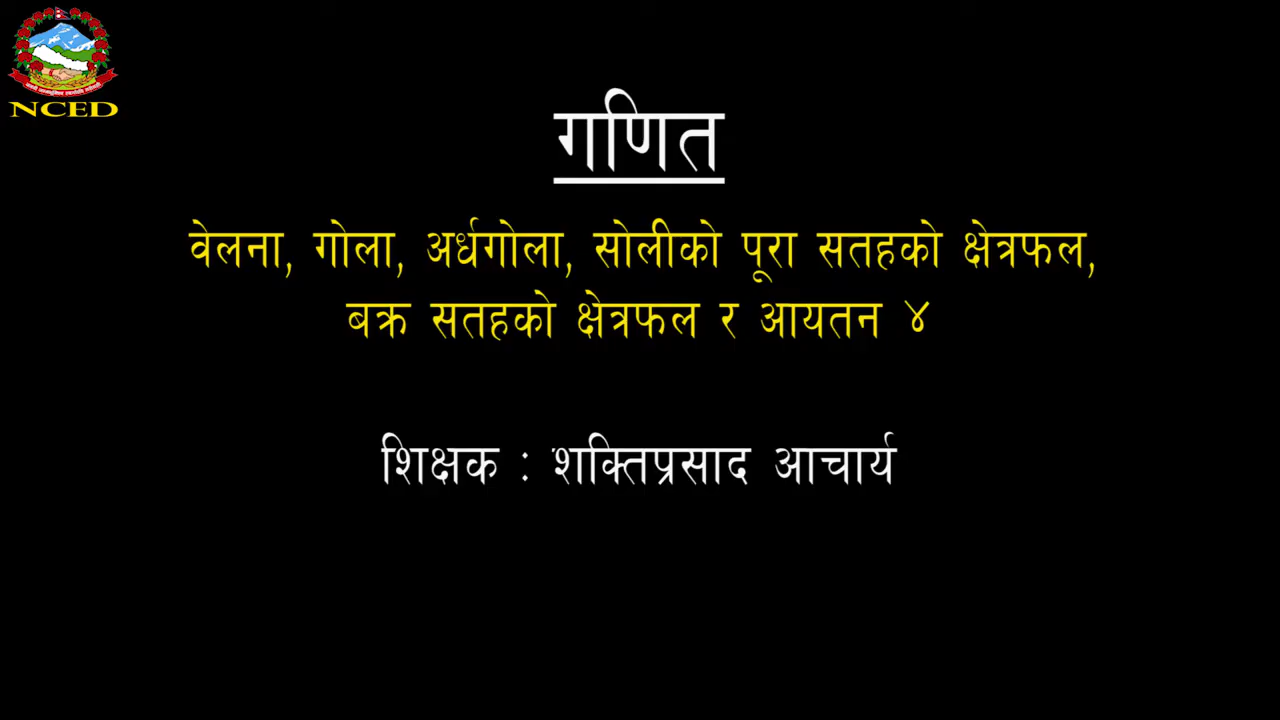 NCED
गणित
वेलना, गोला, अर्धगोला, सोलीको पूरा सतहको क्षेत्रफल,
बक्र सतहको क्षेत्रफल र आयतन ४
शिक्षक : शक्तिप्रसाद आचार्य